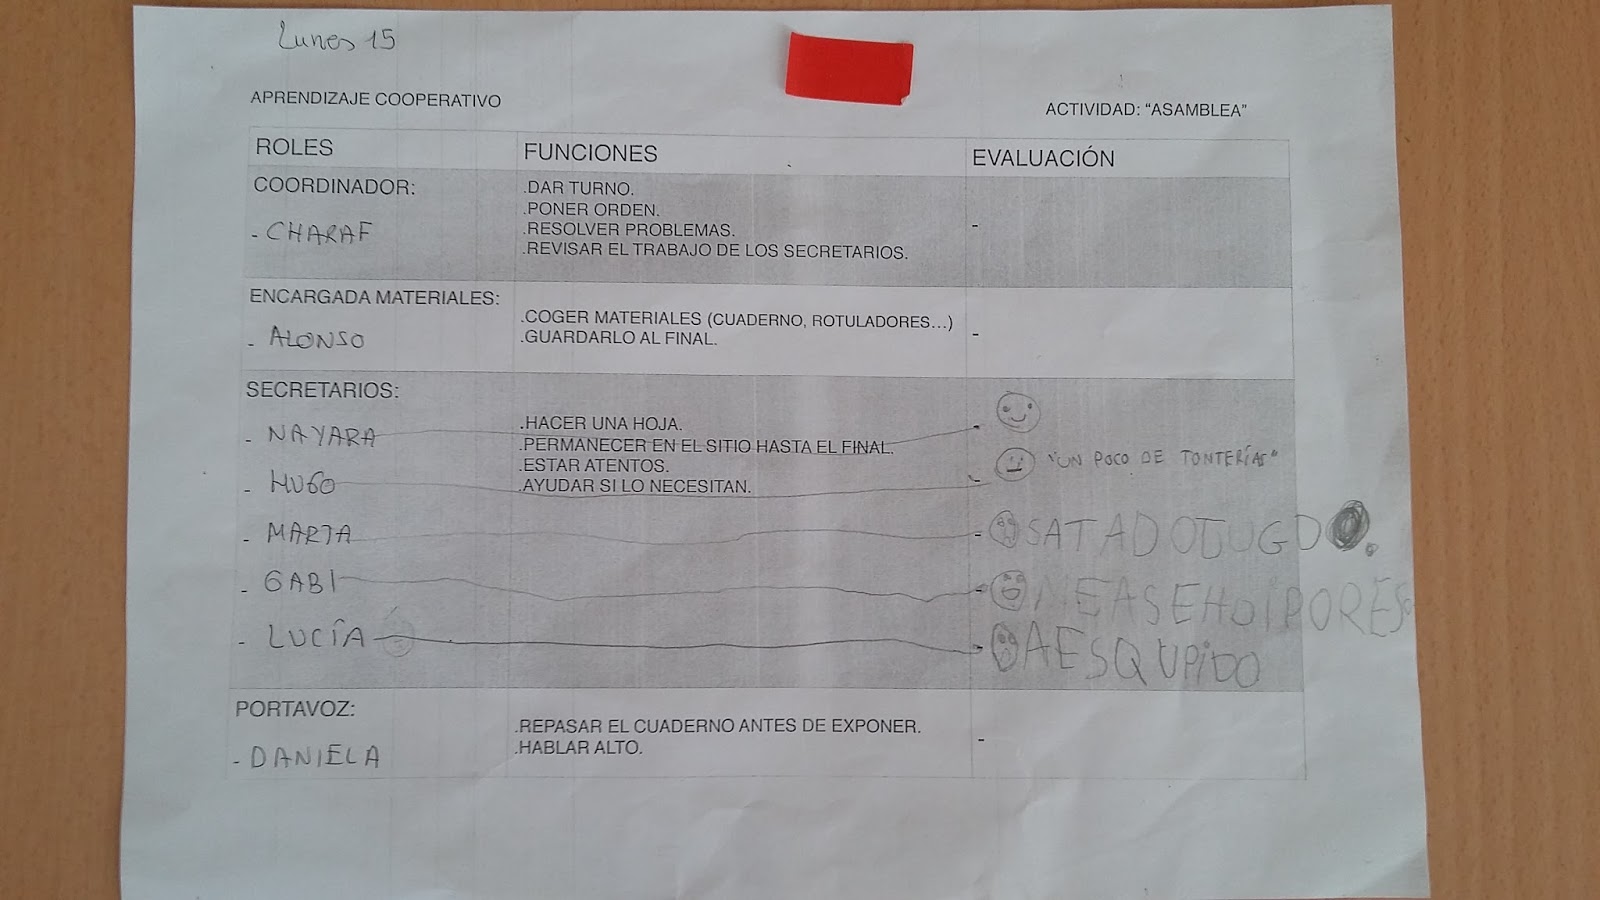 Lunes 15
APRENDIZAJE COOPERATIVO
ACTIVIDAD: “ASAMBLEA”
ROLES
FUNCIONES
EVALUACIÓN
COORDINADOR:
- CHARAF
.DAR TURNO.
.PONER ORDEN.
.RESOLVER PROBLEMAS.
.REVISAR EL TRABAJO DE LOS SECRETARIOS.
-
ENCARGADA MATERIALES:
- ALONSO
.COGER MATERIALES (CUADERNO, ROTULADORES...)
.GUARDARLO AL FINAL.
-
SECRETARIOS:
- NAYARA
- HUGO
- MARTA
- GABI
- LUCÍA
.HACER UNA HOJA.
.PERMANECER EN EL SITIO HASTA EL FINAL.
.ESTAR ATENTOS.
.AYUDAR SI LO NECESITAN.
-
- "UN POCO DE TONTERÍAS"
- SATADOJUGDO.
- NEASEHOIPORESO
- AESQUPIDO
PORTAVOZ:
- DANIELA
.REPASAR EL CUADERNO ANTES DE EXPONER.
.HABLAR ALTO.
-